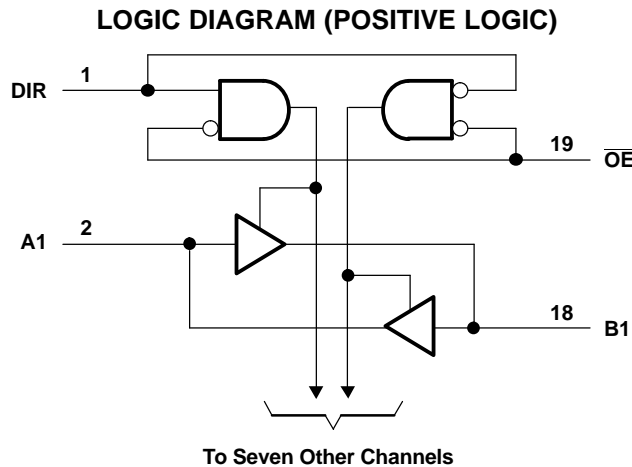 LOGIC DIAGRAM (POSITIVE LOGIC)
DIR 1
19 OE
A1 2
18 B1
To Seven Other Channels